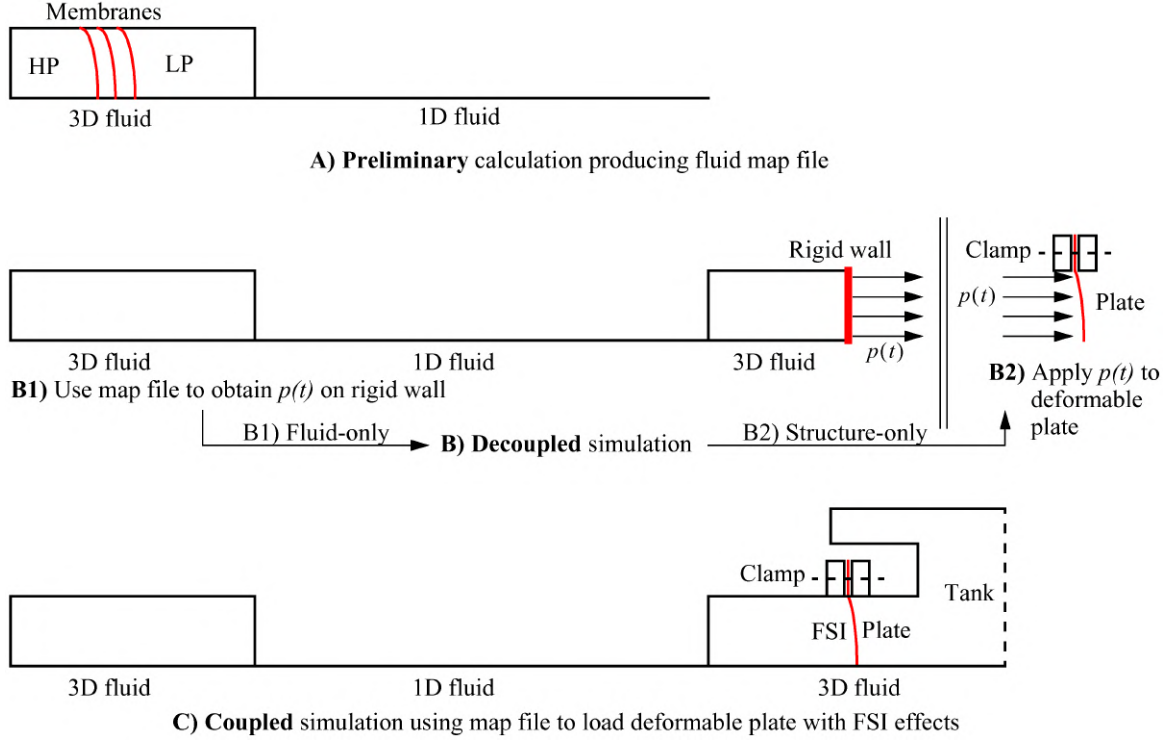 Membranes
HP
LP
3D fluid
1D fluid
A) Preliminary calculation producing fluid map file
Rigid wall
Clamp
p(t)
p(t)
Plate
3D fluid
1D fluid
3D fluid
B1) Use map file to obtain p(t) on rigid wall
B2) Apply p(t) to
deformable
plate
B1) Fluid-only
B) Decoupled simulation
B2) Structure-only
Clamp
Tank
FSI
Plate
3D fluid
1D fluid
3D fluid
C) Coupled simulation using map file to load deformable plate with FSI effects